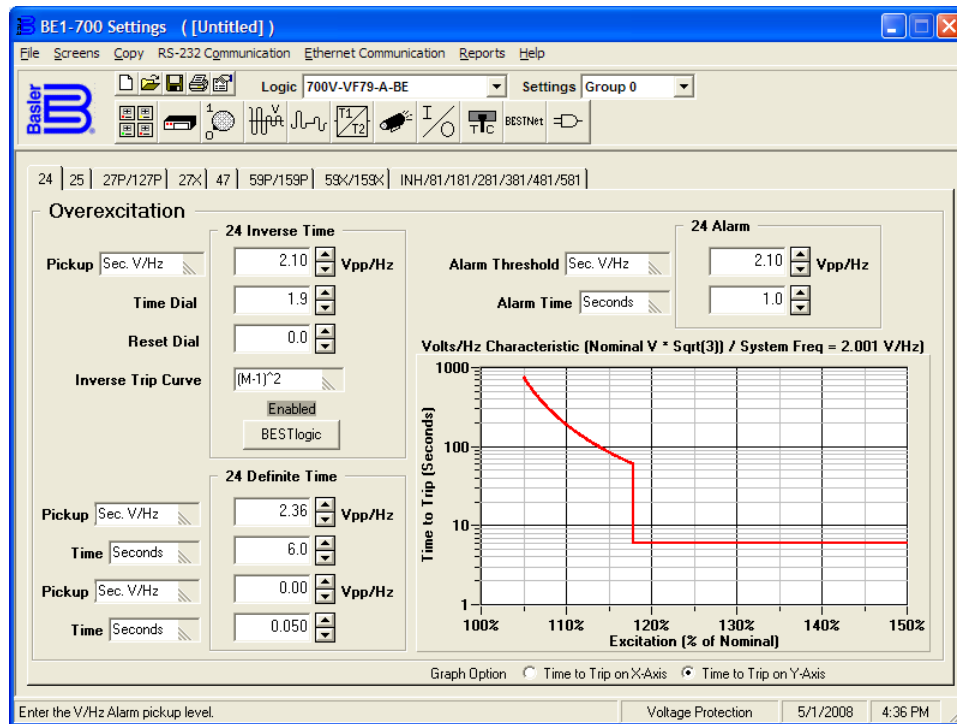 BE1-700 Settings ( [Untitled] )
File Screens Copy RS-232 Communication Ethernet Communication Reports Help
Basler
Logic 700V-VF79-A-BE Settings Group 0
1 0 V T1 T2 I O T C BESTNet
24 25 27P/127P 27X 47 59P/159P 59X/159X INH/81/181/281/381/481/581
Overexcitation
24 Inverse Time
Pickup Sec. V/Hz 2.10 Vpp/Hz
Time Dial 1.9
Reset Dial 0.0
Inverse Trip Curve (M-1)^2
Enabled
BESTlogic
24 Definite Time
Pickup Sec. V/Hz 2.36 Vpp/Hz
Time Seconds 6.0
Pickup Sec. V/Hz 0.00 Vpp/Hz
Time Seconds 0.050
24 Alarm
Alarm Threshold Sec. V/Hz 2.10 Vpp/Hz
Alarm Time Seconds 1.0
Volts/Hz Characteristic (Nominal V * Sqrt(3)) / System Freq = 2.001 V/Hz)
Time to Trip (Seconds)
1000
100
10
1
100% 110% 120% 130% 140% 150%
Excitation (% of Nominal)
Graph Option Time to Trip on X-Axis Time to Trip on Y-Axis
Enter the V/Hz Alarm pickup level. Voltage Protection 5/1/2008 4:36 PM